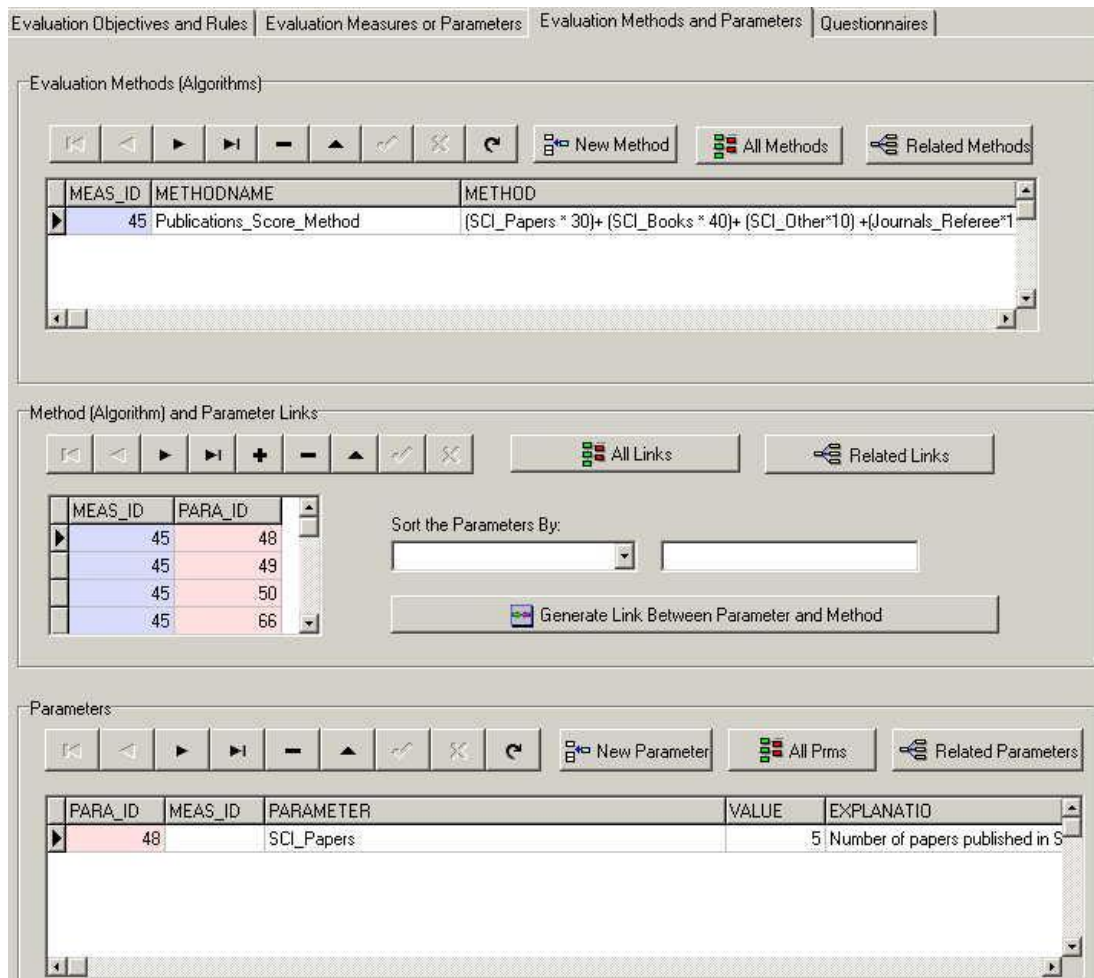 Evaluation Objectives and Rules Evaluation Measures or Parameters Evaluation Methods and Parameters Questionnaires
Evaluation Methods (Algorithms)
New Method All Methods Related Methods
MEAS_ID METHODNAME METHOD
45 Publications_Score_Method (SCI_Papers * 30)+ (SCI_Books * 40)+ (SCI_Other*10) +(Journals_Referee*1
Method (Algorithm) and Parameter Links
All Links Related Links
MEAS_ID PARA_ID
45 48
45 49
45 50
45 66
Sort the Parameters By:
Generate Link Between Parameter and Method
Parameters
New Parameter All Prms Related Parameters
PARA_ID MEAS_ID PARAMETER VALUE EXPLANATIO
48 SCI_Papers 5 Number of papers published in S